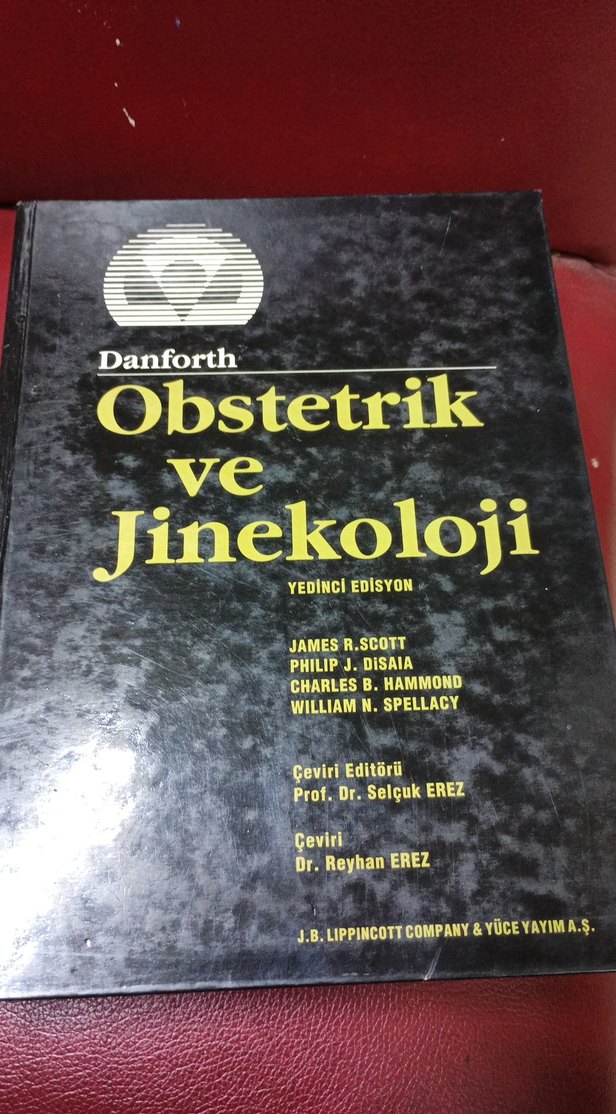 Danforth
Obstetrik
ve
Jinekoloji
YEDİNCİ EDİSYON
JAMES R.SCOTT
PHILIP J. DiSAIA
CHARLES B. HAMMOND
WILLIAM N. SPELLACY
Çeviri Editörü
Prof. Dr. Selçuk EREZ
Çeviri
Dr. Reyhan EREZ
J.B. LIPPINCOTT COMPANY & YÜCE YAYIM A.Ş.